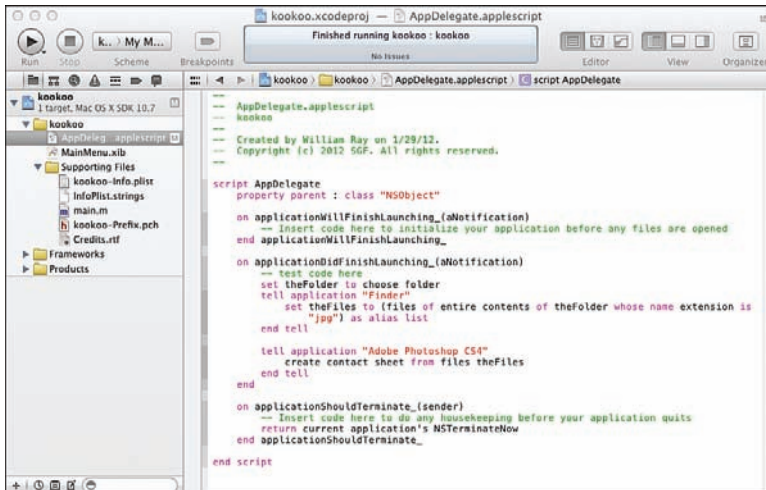 kookoo.xcodeproj — AppDelegate.applescript
k.. ) My M...
Finished running kookoo : kookoo
No Issues
Run Stop Scheme Breakpoints Editor View Organizer
kookoo
1 target, Mac OS X SDK 10.7
kookoo
AppDeleg applescript M
MainMenu.xib
Supporting Files
kookoo-Info.plist
InfoPlist.strings
main.m
kookoo-Prefix.pch
Credits.rtf
Frameworks
Products
kookoo ) kookoo ) AppDelegate.applescript ) script AppDelegate
--
-- AppDelegate.applescript
-- kookoo
--
-- Created by William Ray on 1/29/12.
-- Copyright (c) 2012 SGF. All rights reserved.
--
script AppDelegate
property parent : class "NSObject"
on applicationWillFinishLaunching_(aNotification)
-- Insert code here to initialize your application before any files are opened
end applicationWillFinishLaunching_
on applicationDidFinishLaunching_(aNotification)
-- test code here
set theFolder to choose folder
tell application "Finder"
set theFiles to (files of entire contents of theFolder whose name extension is
"jpg") as alias list
end tell
tell application "Adobe Photoshop CS4"
create contact sheet from files theFiles
end tell
end
on applicationShouldTerminate_(sender)
-- Insert code here to do any housekeeping before your application quits
return current application's NSTerminateNow
end applicationShouldTerminate_
end script